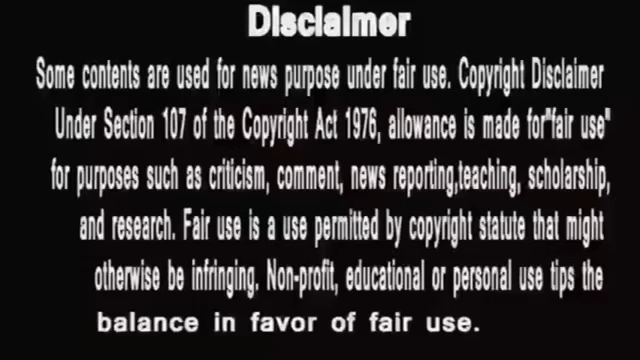 Disclaimer
Some contents are used for news purpose under fair use. Copyright Disclaimer
Under Section 107 of the Copyright Act 1976, allowance is made for"fair use"
for purposes such as criticism, comment, news reporting,teaching, scholarship,
and research. Fair use is a use permitted by copyright statute that might
otherwise be infringing. Non-profit, educational or personal use tips the
balance in favor of fair use.